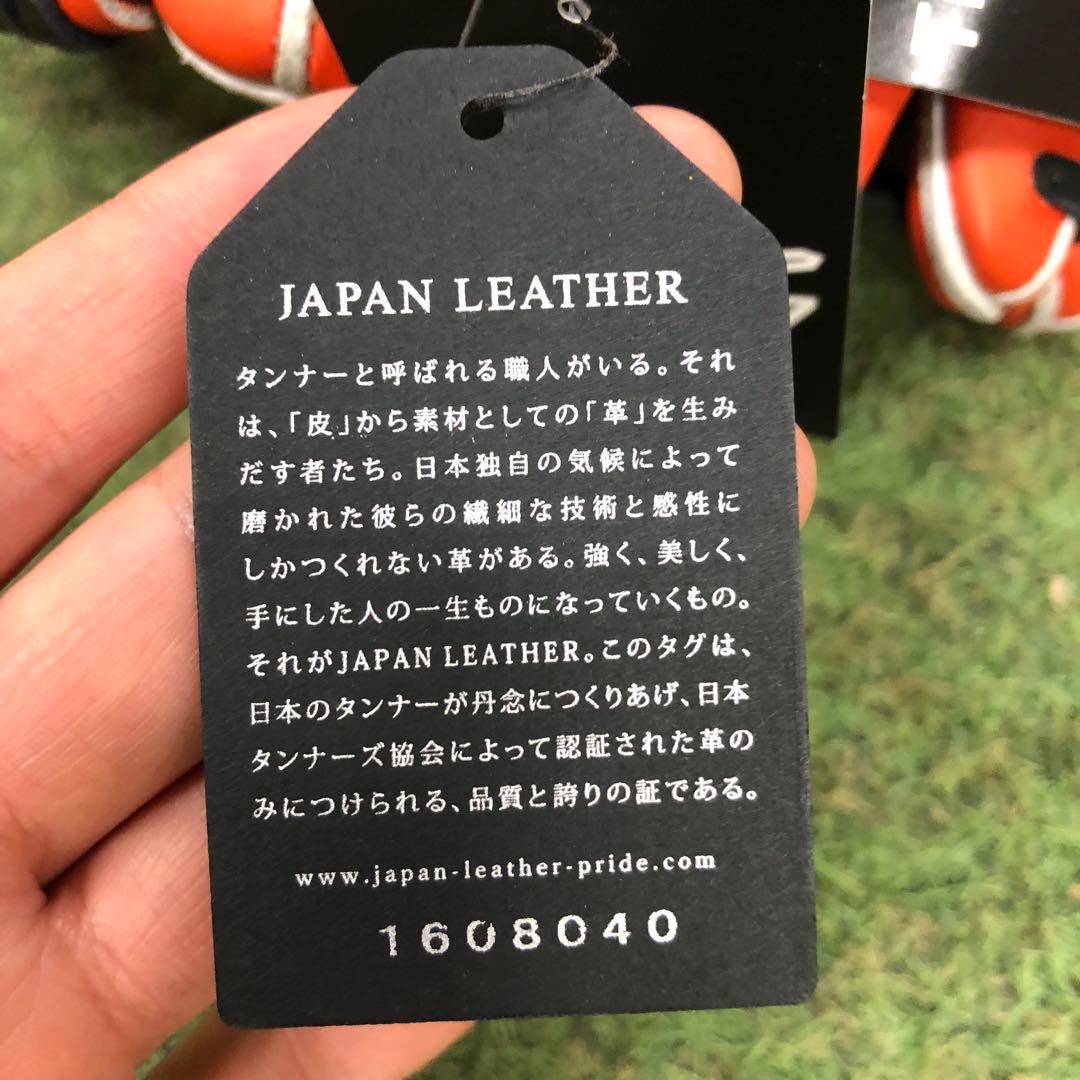 JAPAN LEATHER
タンナーと呼ばれる職人がいる。それ
は、「皮」から素材としての「革」を生み
だす者たち。日本独自の気候によって
磨かれた彼らの繊細な技術と感性に
しかつくれない革がある。強く、美しく、
手にした人の一生ものになっていくもの。
それがJAPAN LEATHER。このタグは、
日本のタンナーが丹念につくりあげ、日本
タンナーズ協会によって認証された革の
みにつけられる、品質と誇りの証である。
www.japan-leather-pride.com
1608040